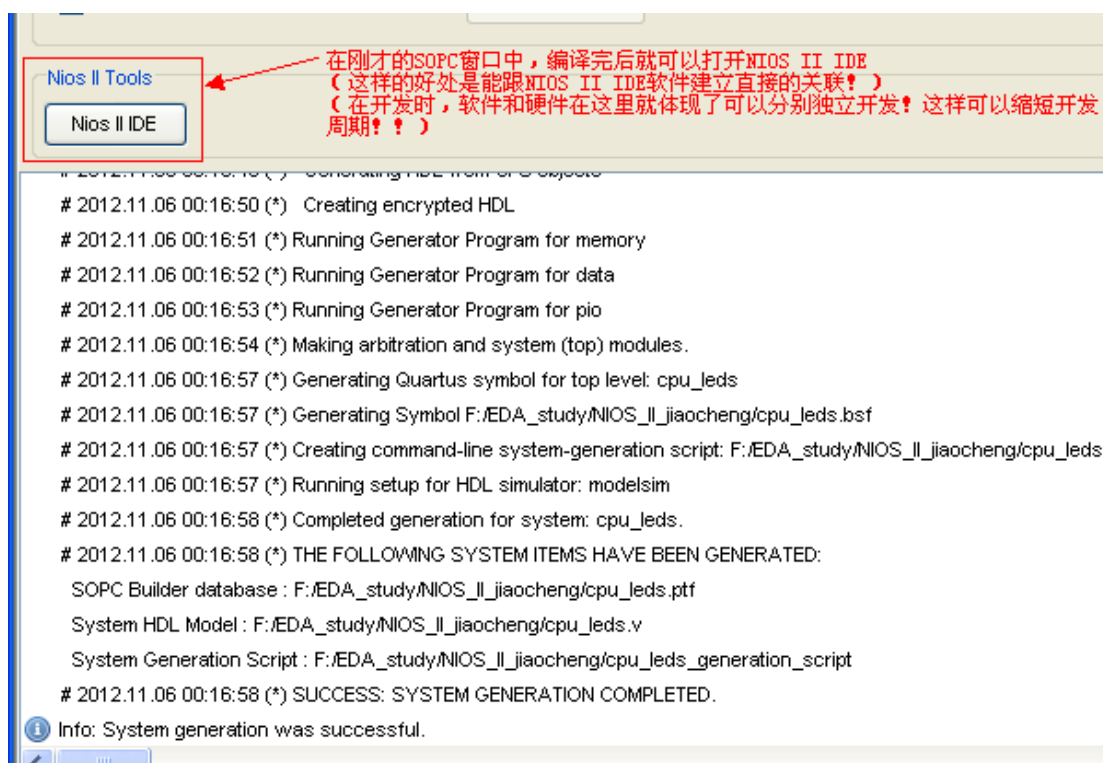 在刚才的SOPC窗口中，编译完后就可以打开NIOS II IDE
（这样的好处是能跟NIOS II IDE软件建立直接的关联！）
（在开发时，软件和硬件在这里就体现了可以分别独立开发！这样可以缩短开发
周期！！）
Nios II Tools
Nios II IDE
# 2012.11.06 00:16:50 (*) Creating encrypted HDL
# 2012.11.06 00:16:51 (*) Running Generator Program for memory
# 2012.11.06 00:16:52 (*) Running Generator Program for data
# 2012.11.06 00:16:53 (*) Running Generator Program for pio
# 2012.11.06 00:16:54 (*) Making arbitration and system (top) modules.
# 2012.11.06 00:16:57 (*) Generating Quartus symbol for top level: cpu_leds
# 2012.11.06 00:16:57 (*) Generating Symbol F:/EDA_study/NIOS_II_jiaocheng/cpu_leds.bsf
# 2012.11.06 00:16:57 (*) Creating command-line system-generation script: F:/EDA_study/NIOS_II_jiaocheng/cpu_leds
# 2012.11.06 00:16:57 (*) Running setup for HDL simulator: modelsim
# 2012.11.06 00:16:58 (*) Completed generation for system: cpu_leds.
# 2012.11.06 00:16:58 (*) THE FOLLOWING SYSTEM ITEMS HAVE BEEN GENERATED:
SOPC Builder database : F:/EDA_study/NIOS_II_jiaocheng/cpu_leds.ptf
System HDL Model : F:/EDA_study/NIOS_II_jiaocheng/cpu_leds.v
System Generation Script : F:/EDA_study/NIOS_II_jiaocheng/cpu_leds_generation_script
# 2012.11.06 00:16:58 (*) SUCCESS: SYSTEM GENERATION COMPLETED.
Info: System generation was successful.